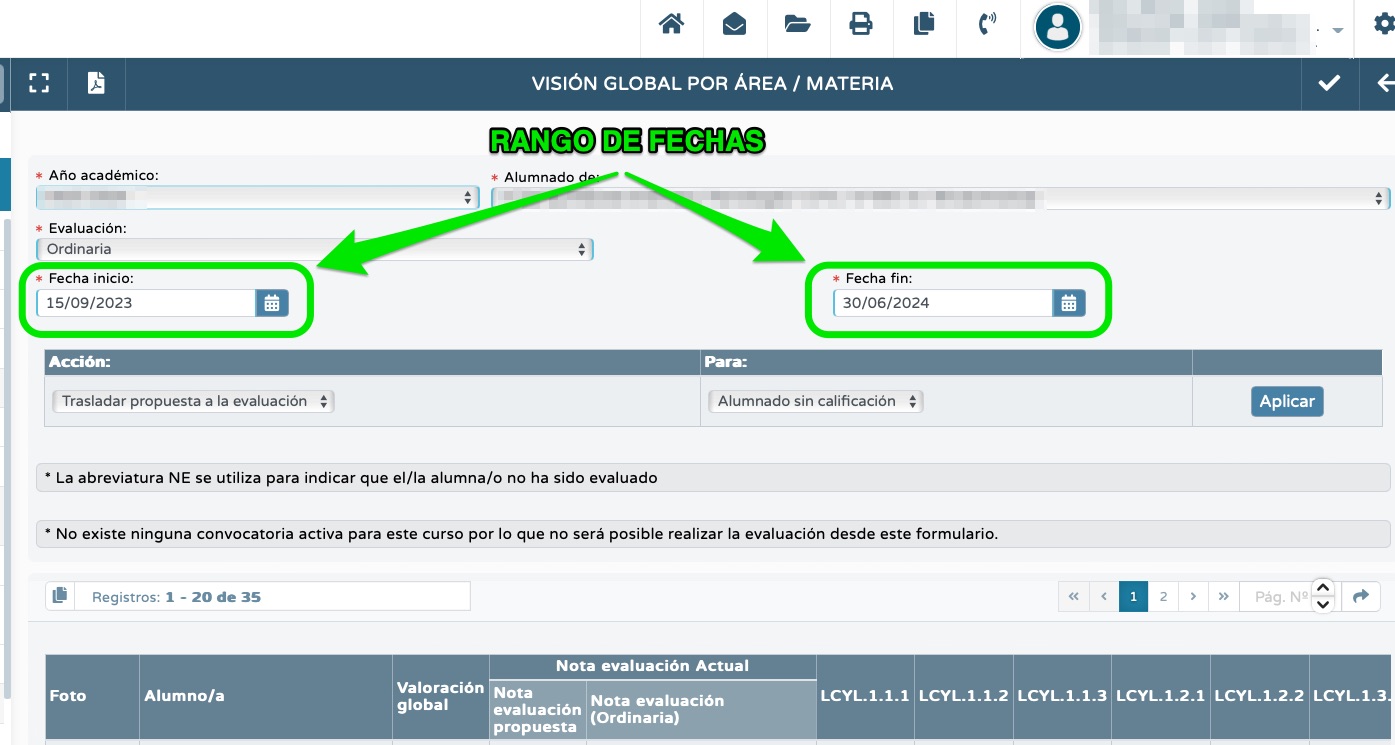 VISIÓN GLOBAL POR ÁREA / MATERIA
RANGO DE FECHAS
* Año académico:
* Alumnado de:
* Evaluación:
Ordinaria
* Fecha inicio:
* Fecha fin:
15/09/2023
30/06/2024
Acción:
Para:
Trasladar propuesta a la evaluación
Alumnado sin calificación
Aplicar
* La abreviatura NE se utiliza para indicar que el/la alumna/o no ha sido evaluado
* No existe ninguna convocatoria activa para este curso por lo que no será posible realizar la evaluación desde este formulario.
Registros: 1 - 20 de 35
« ‹ 1 2 › »
Pág. Nº
Foto
Alumno/a
Valoración
global
Nota evaluación Actual
Nota
evaluación
propuesta
Nota evaluación
(Ordinaria)
LCYL.1.1.1
LCYL.1.1.2
LCYL.1.1.3
LCYL.1.2.1
LCYL.1.2.2
LCYL.1.3.